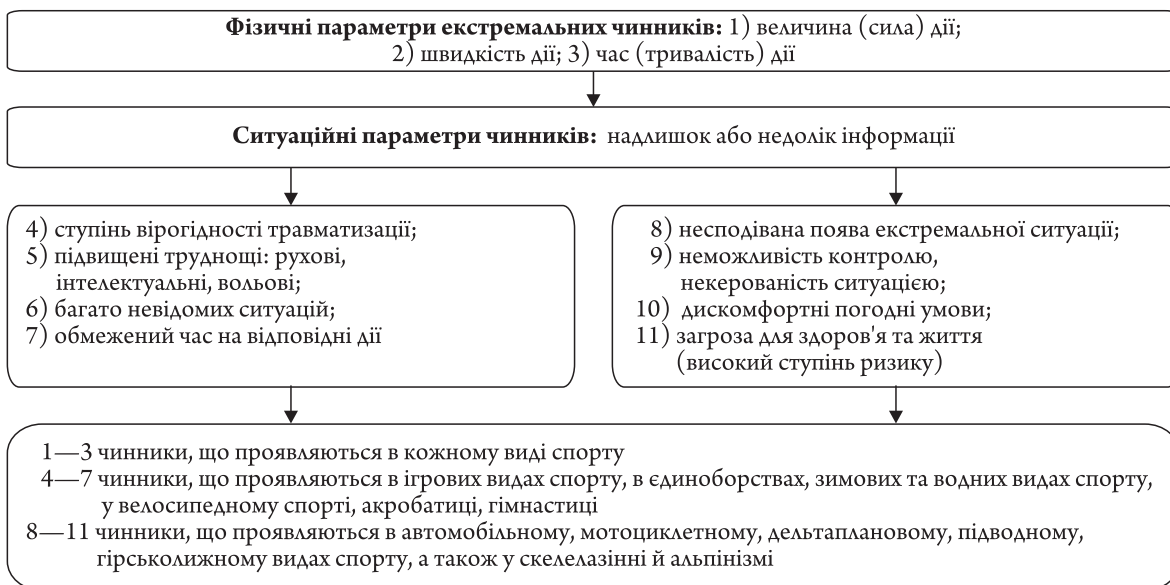 Фізичні параметри екстремальних чинників: 1) величина (сила) дії;
2) швидкість дії; 3) час (тривалість) дії
Ситуаційні параметри чинників: надлишок або недолік інформації
4) ступінь вірогідності травматизації;
5) підвищені труднощі: рухові,
інтелектуальні, вольові;
6) багато невідомих ситуацій;
7) обмежений час на відповідні дії
8) несподівана поява екстремальної ситуації;
9) неможливість контролю,
некерованість ситуацією;
10) дискомфортні погодні умови;
11) загроза для здоров'я та життя
(високий ступінь ризику)
1—3 чинники, що проявляються в кожному виді спорту
4—7 чинники, що проявляються в ігрових видах спорту, в єдиноборствах, зимових та водних видах спорту,
у велосипедному спорті, акробатиці, гімнастиці
8—11 чинники, що проявляються в автомобільному, мотоциклетному, дельтаплановому, підводному,
гірськолижному видах спорту, а також у скелелазінні й альпінізмі